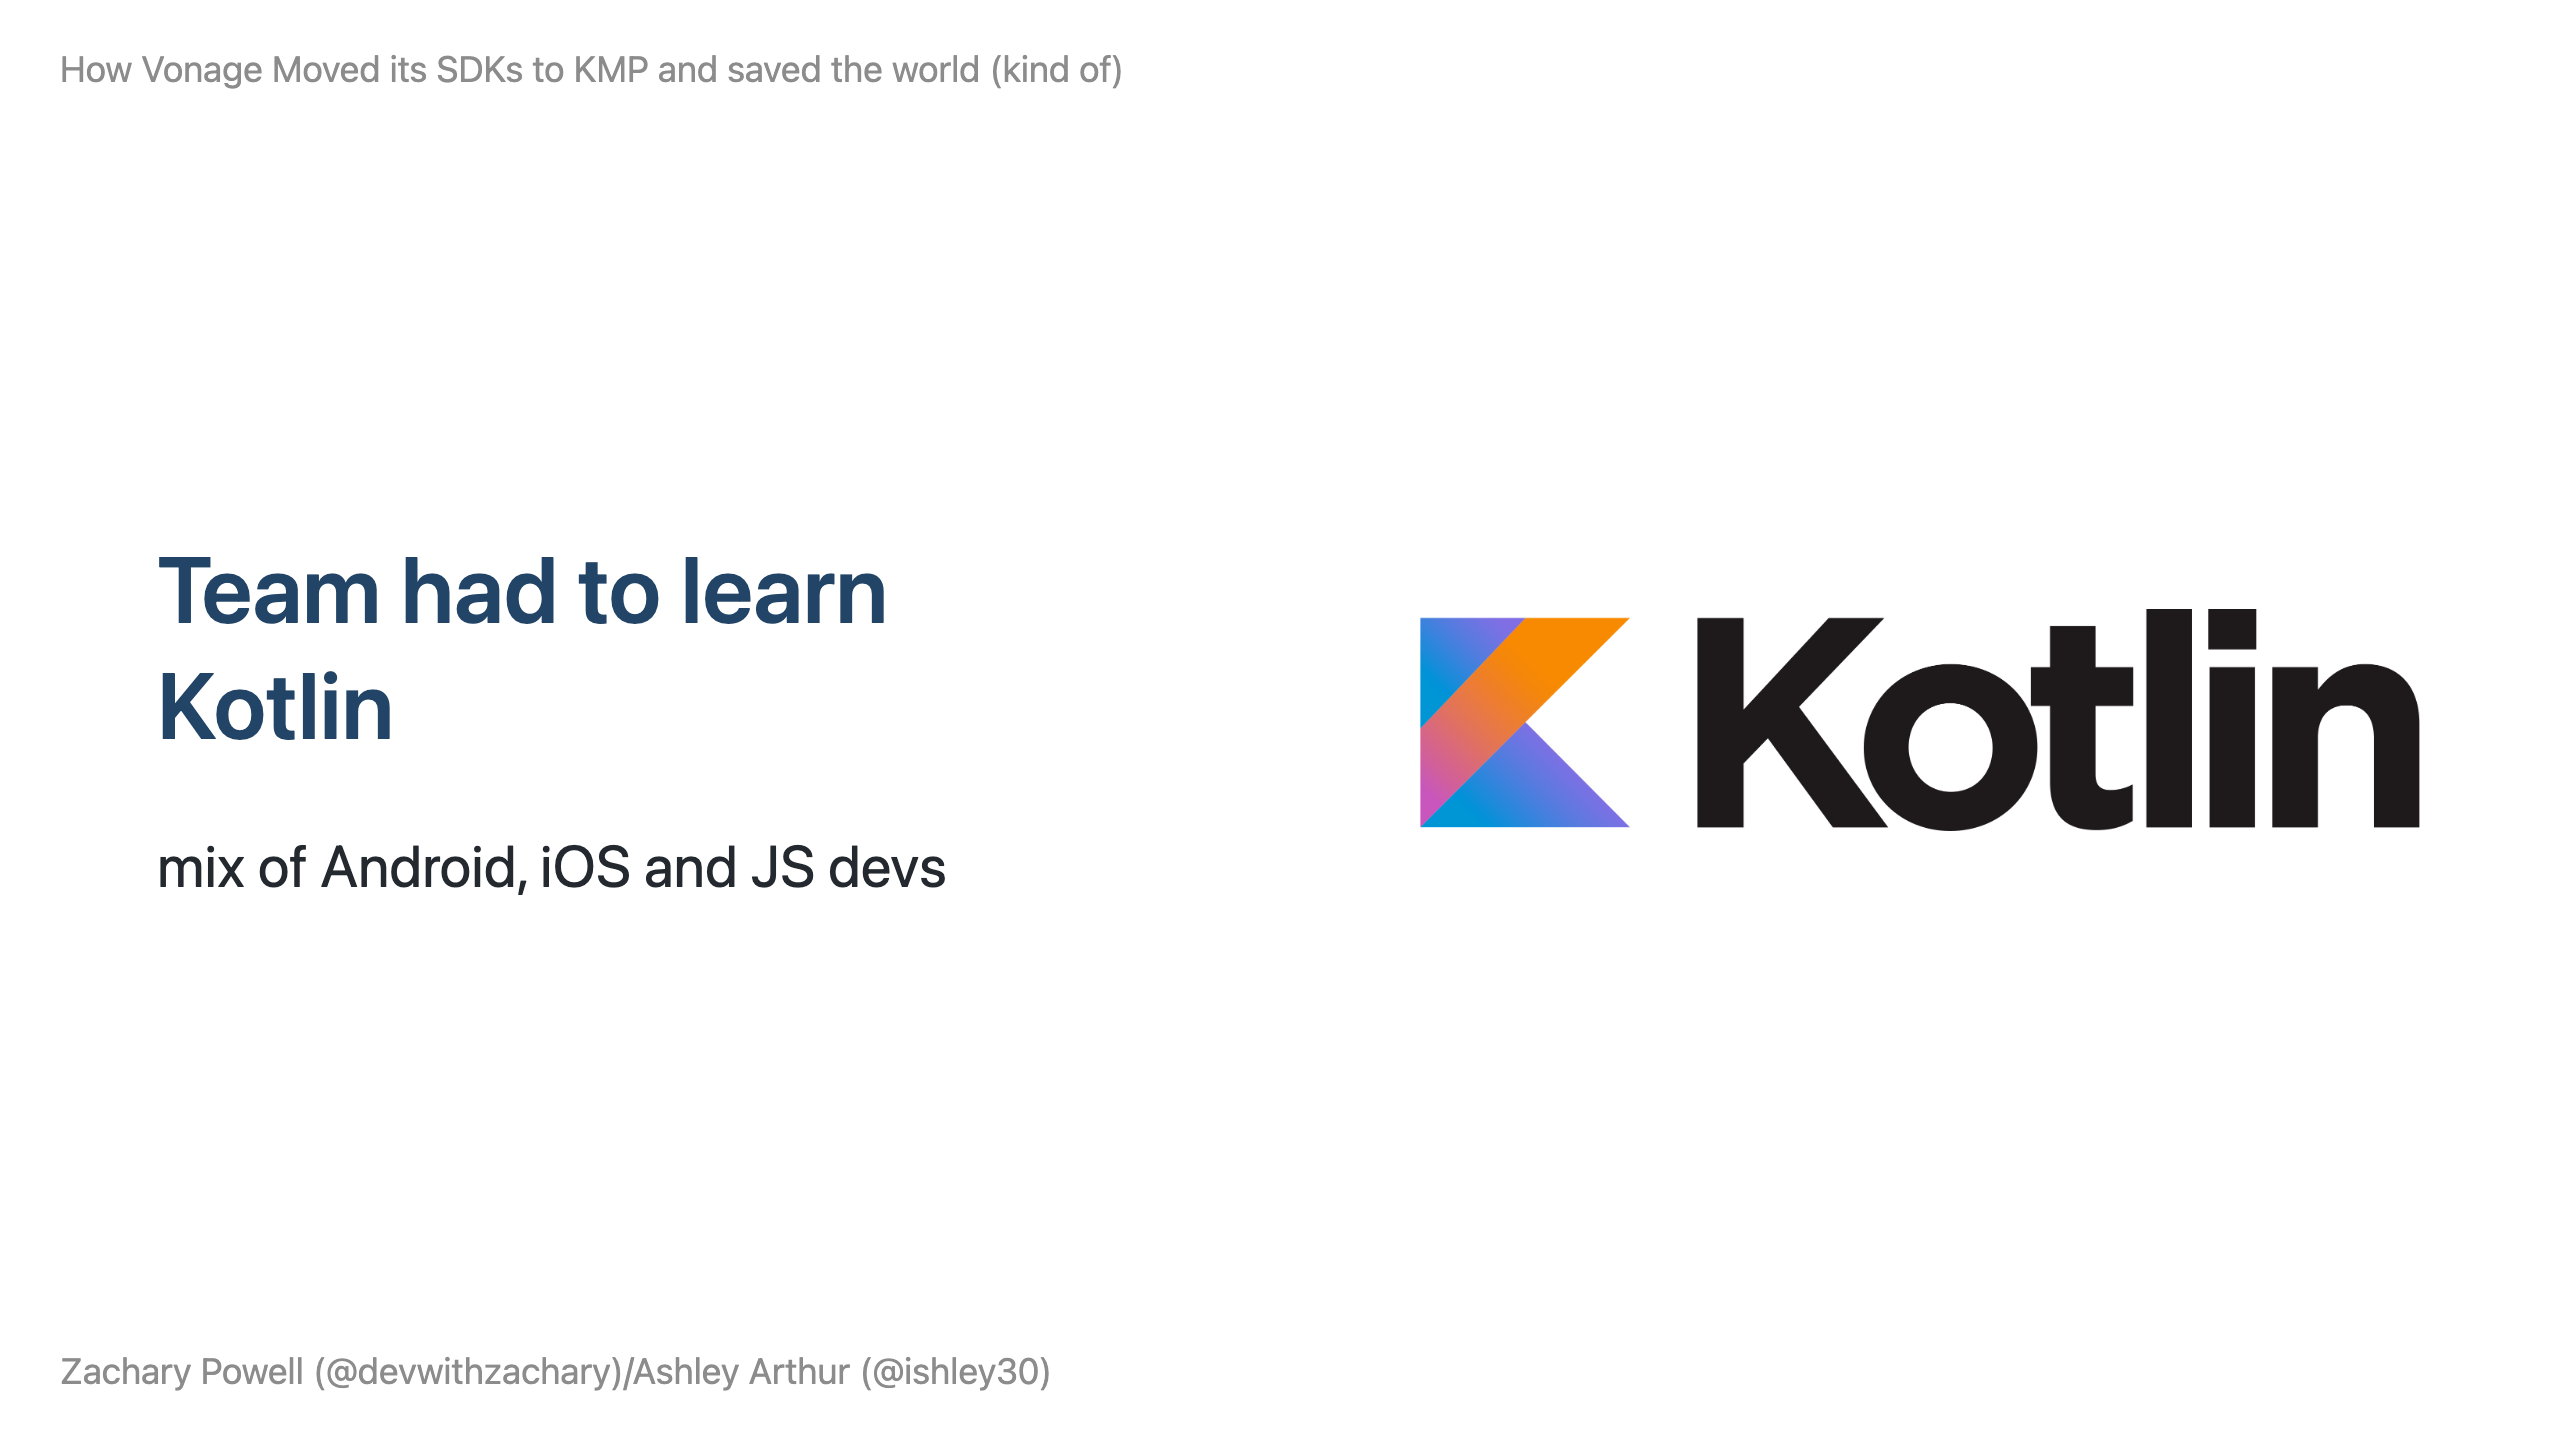 How Vonage Moved its SDKs to KMP and saved the world (kind of)
Team had to learn
Kotlin
mix of Android, iOS and JS devs
Kotlin
Zachary Powell (@devwithzachary)/Ashley Arthur (@ishley30)